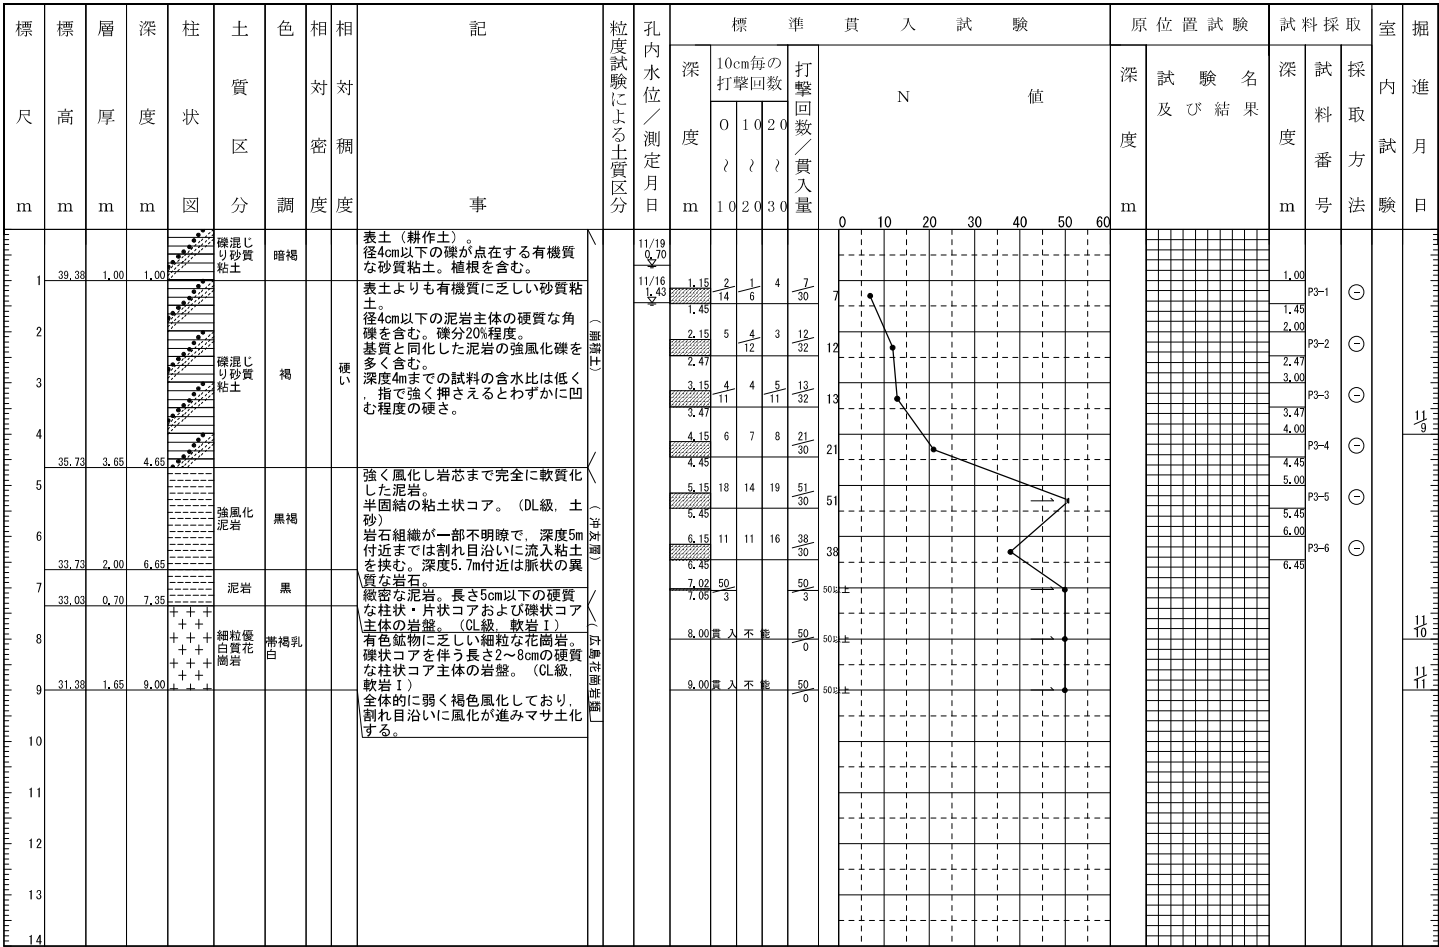 標尺 m
標高 m
層厚 m
深度 m
柱状図
土質区分
色調
相対密度
相対稠度
記事
粒度試験による土質区分
孔内水位／測定月日
標準貫入試験
深度 m
10cm毎の
打撃回数
0～10
10～20
20～30
打撃回数／貫入量
N 値
0 10 20 30 40 50 60
原位置試験
深度 m
試験名
及び結果
試料採取
深度 m
試料番号
採取方法
室内試験
掘進月日
1
2
3
4
5
6
7
8
9
10
11
12
13
14
39.38 1.00 1.00
礫混じ
り砂質
粘土
暗褐
表土（耕作土）。
径4cm以下の礫が点在する有機質
な砂質粘土。植根を含む。
35.73 3.65 4.65
礫混じ
り砂質
粘土
褐
硬い
表土よりも有機質に乏しい砂質粘
土。
径4cm以下の泥岩主体の硬質な角
礫を含む。礫分20%程度。
基質と同化した泥岩の強風化礫を
多く含む。
深度4mまでの試料の含水比は低く
，指で強く押さえるとわずかに凹
む程度の硬さ。
（崩積土）
33.73 2.00 6.65
強風化
泥岩
黒褐
強く風化し岩芯まで完全に軟質化
した泥岩。
半固結の粘土状コア。（DL級，土
砂）
岩石組織が一部不明瞭で，深度5m
付近までは割れ目沿いに流入粘土
を挟む。深度5.7m付近は脈状の異
質な岩石。
（沖友層）
33.03 0.70 7.35
泥岩
黒
緻密な泥岩。長さ5cm以下の硬質
な柱状・片状コアおよび礫状コア
主体の岩盤。（CL級，軟岩Ⅰ）
31.38 1.65 9.00
細粒優
白質花
崗岩
帯褐乳
白
有色鉱物に乏しい細粒な花崗岩。
礫状コアを伴う長さ2～8cmの硬質
な柱状コア主体の岩盤。（CL級，
軟岩Ⅰ）
全体的に弱く褐色風化しており，
割れ目沿いに風化が進みマサ土化
する。
（広島花崗岩類
11/19
0.70
11/16
1.43
1.15 2/14 1/6 4 7/30 7
1.45
2.15 5 4/12 3 12/32 12
2.47
3.15 4/11 4 5/11 13/32 13
3.47
4.15 6 7 8 21/30 21
4.45
5.15 18 14 19 51/30 51
5.45
6.15 11 11 16 38/30 38
6.45
7.02 50/3 50/3 50以上
7.05
8.00 貫入不能 50/0 50以上
9.00 貫入不能 50/0 50以上
1.00
P3-1
1.45
2.00
P3-2
2.47
3.00
P3-3
3.47
4.00
P3-4
4.45
5.00
P3-5
5.45
6.00
P3-6
6.45
11/9
11/10
11/11